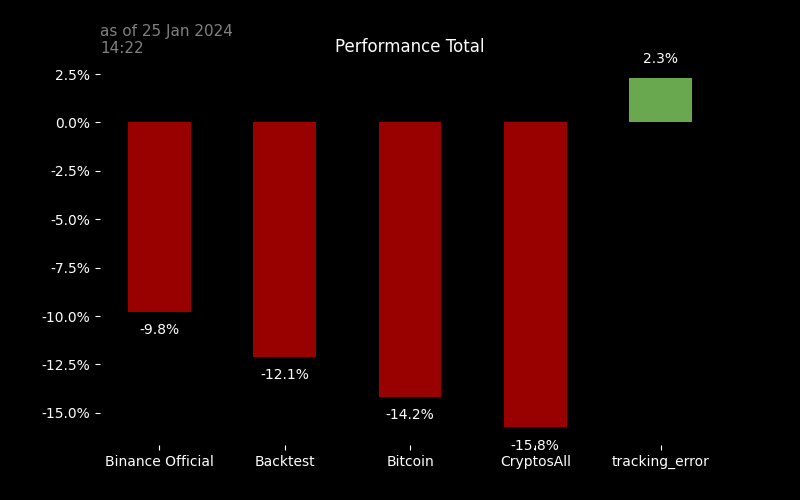 as of 25 Jan 2024
14:22
Performance Total
2.3%
2.5%
0.0%
-2.5%
-5.0%
-7.5%
-10.0%
-12.5%
-15.0%
-9.8%
-12.1%
-14.2%
-15.8%
Binance Official
Backtest
Bitcoin
CryptosAll
tracking_error